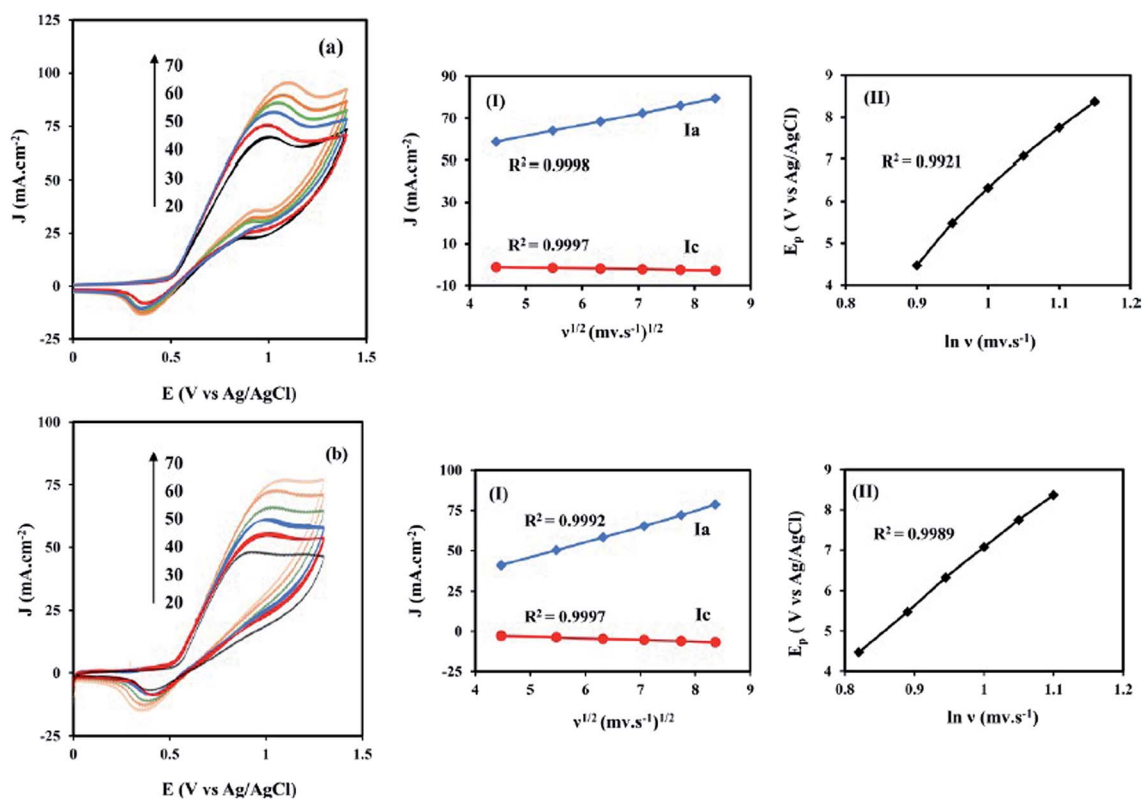 (a)
125
100
75
50
25
0
-25
70
60
50
40
30
20
J (mA.cm⁻²)
0 0.5 1 1.5
E (V vs Ag/AgCl)
(I)
90
70
50
30
10
-10
J (mA.cm⁻²)
Ia
R² = 0.9998
R² = 0.9997
Ic
4 5 6 7 8 9
ν^1/2 (mv.s⁻¹)^1/2
(II)
9
8
7
6
5
4
Eₚ ( V vs Ag/AgCl)
R² = 0.9921
0.8 0.9 1 1.1 1.2
ln ν (mv.s⁻¹)
(b)
100
75
50
25
0
-25
70
60
50
40
30
20
J (mA.cm⁻²)
0 0.5 1 1.5
E (V vs Ag/AgCl)
(I)
100
75
50
25
0
-25
J (mA.cm⁻²)
R² = 0.9992
Ia
R² = 0.9997
Ic
4 5 6 7 8 9
ν^1/2 (mv.s⁻¹)^1/2
(II)
9
8
7
6
5
4
Eₚ ( V vs Ag/AgCl)
R² = 0.9989
0.8 0.9 1 1.1 1.2
ln ν (mv.s⁻¹)